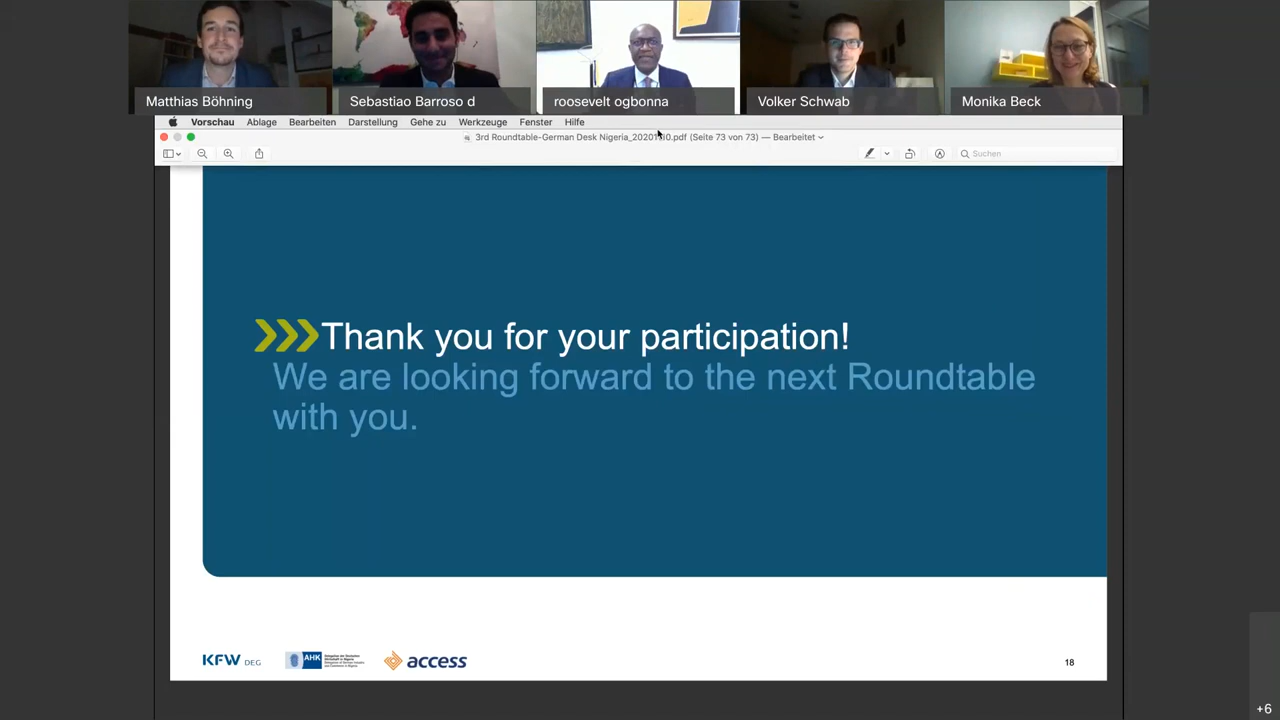 Matthias Böhning
Sebastiao Barroso d
roosevelt ogbonna
Volker Schwab
Monika Beck
Vorschau Ablage Bearbeiten Darstellung Gehe zu Werkzeuge Fenster Hilfe
(Seite 73 von 73) — Bearbeitet
Suchen
Thank you for your participation!
We are looking forward to the next Roundtable
with you.
KFW DEG
AHK
access
18
+6